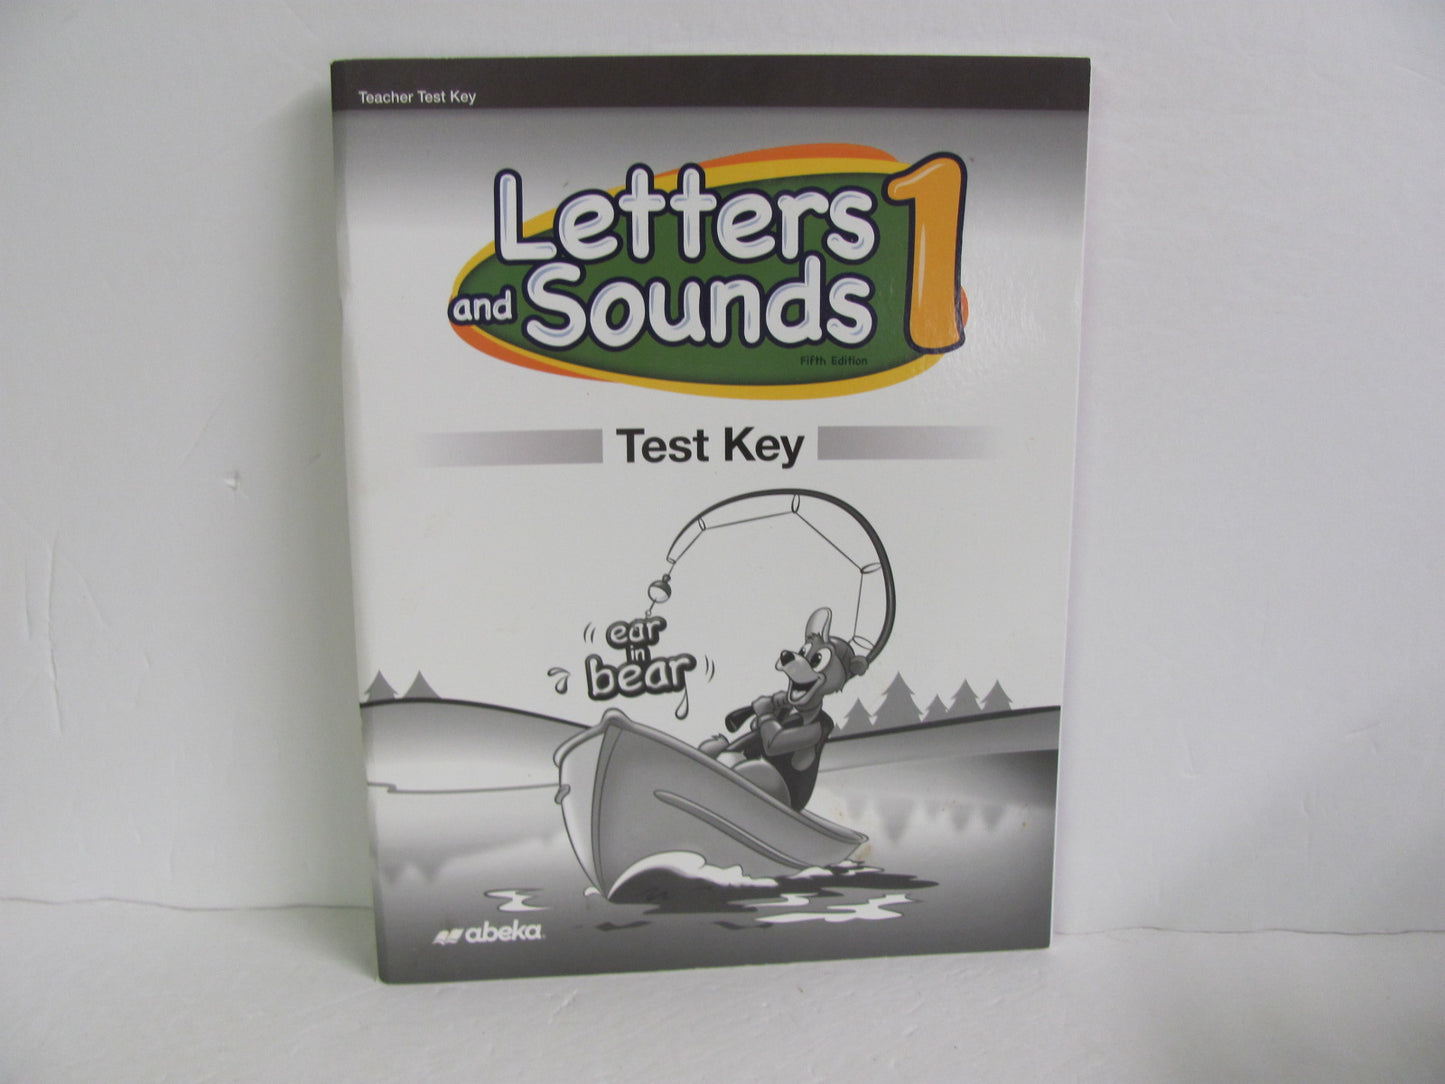 Teacher Test Key
Letters 1
and Sounds
Fifth Edition
Test Key
ear
in
bear
abeka